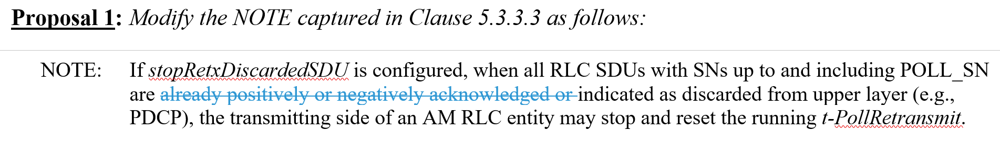 Proposal 1: Modify the NOTE captured in Clause 5.3.3.3 as follows:
NOTE: If stopRetxDiscardedSDU is configured, when all RLC SDUs with SNs up to and including POLL_SN
are already positively or negatively acknowledged or indicated as discarded from upper layer (e.g.,
PDCP), the transmitting side of an AM RLC entity may stop and reset the running t-PollRetransmit.